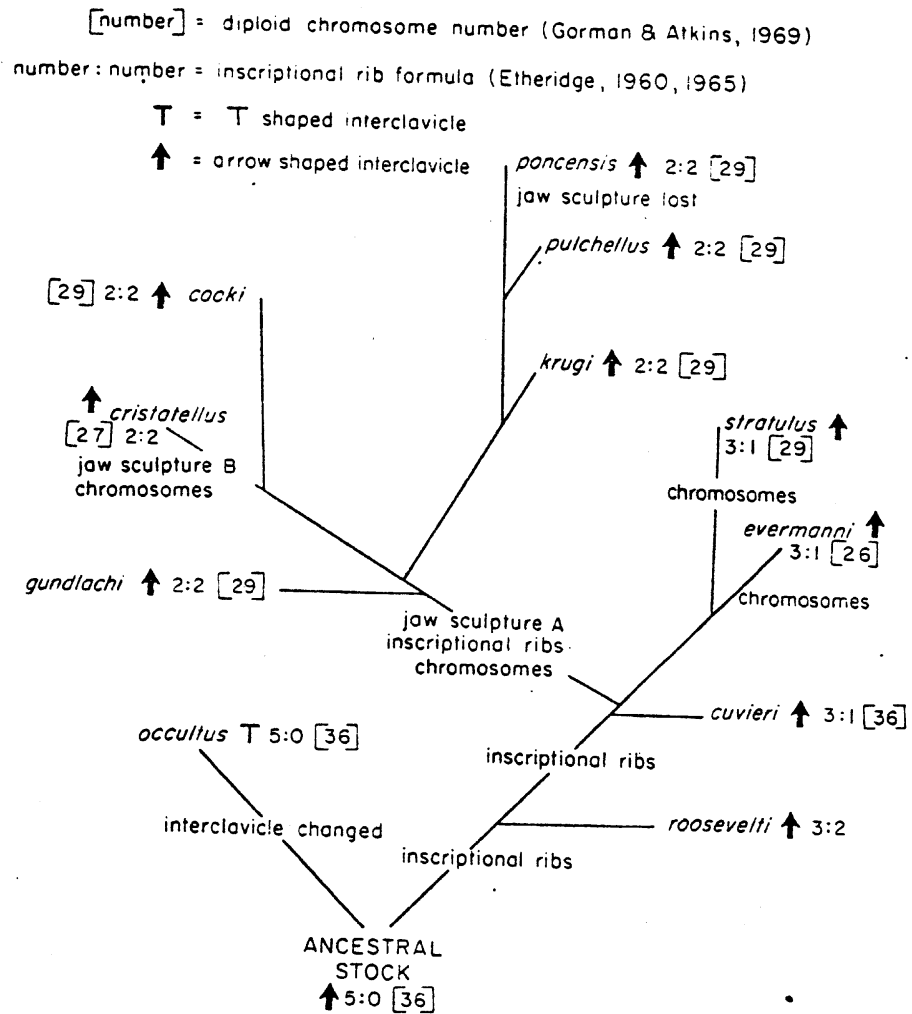 [number] = diploid chromosome number (Gorman & Atkins, 1969)
number: number = inscriptional rib formula (Etheridge, 1960, 1965)
T = T shaped interclavicle
↑ = arrow shaped interclavicle
poncensis ↑ 2:2 [29]
jaw sculpture lost
pulchellus ↑ 2:2 [29]
[29] 2:2 ↑ cooki
krugi ↑ 2:2 [29]
↑ cristatellus
[27] 2:2
jaw sculpture B
chromosomes
stratulus ↑
3:1 [29]
chromosomes
evermanni ↑
3:1 [26]
chromosomes
gundlachi ↑ 2:2 [29]
jaw sculpture A
inscriptional ribs
chromosomes
cuvieri ↑ 3:1 [36]
occultus T 5:0 [36]
inscriptional ribs
interclavicle changed
roosevelti ↑ 3:2
inscriptional ribs
ANCESTRAL
STOCK
↑ 5:0 [36]